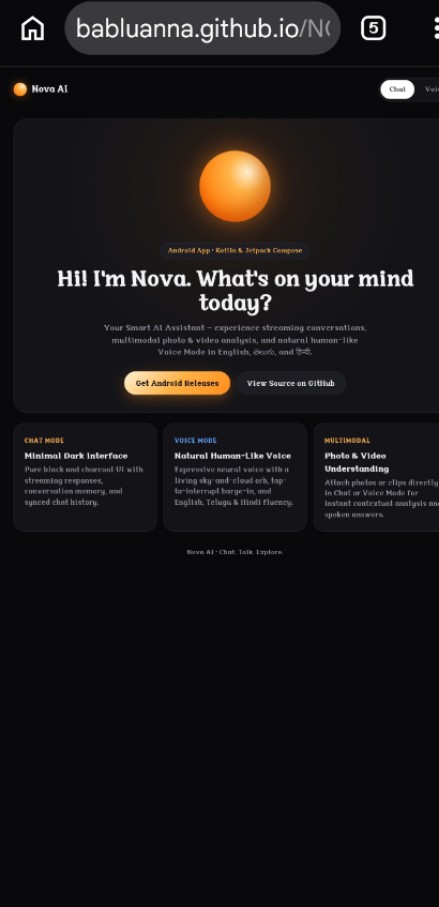 babluanna.github.io/NO
5
Nova AI
Chat
Voi
Android App · Kotlin & Jetpack Compose
Hi! I'm Nova. What's on your mind
today?
Your Smart AI Assistant — experience streaming conversations,
multimodal photo & video analysis, and natural human-like
Voice Mode in English, తెలుగు, and हिन्दी.
Get Android Releases
View Source on GitHub
CHAT MODE
Minimal Dark Interface
Pure black and charcoal UI with
streaming responses,
conversation memory, and
synced chat history.
VOICE MODE
Natural Human-Like Voice
Expressive neural voice with a
living sky-and-cloud orb, tap-
to-interrupt barge-in, and
English, Telugu & Hindi fluency.
MULTIMODAL
Photo & Video
Understanding
Attach photos or clips directly
in Chat or Voice Mode for
instant contextual analysis and
spoken answers.
Nova AI · Chat. Talk. Explore.